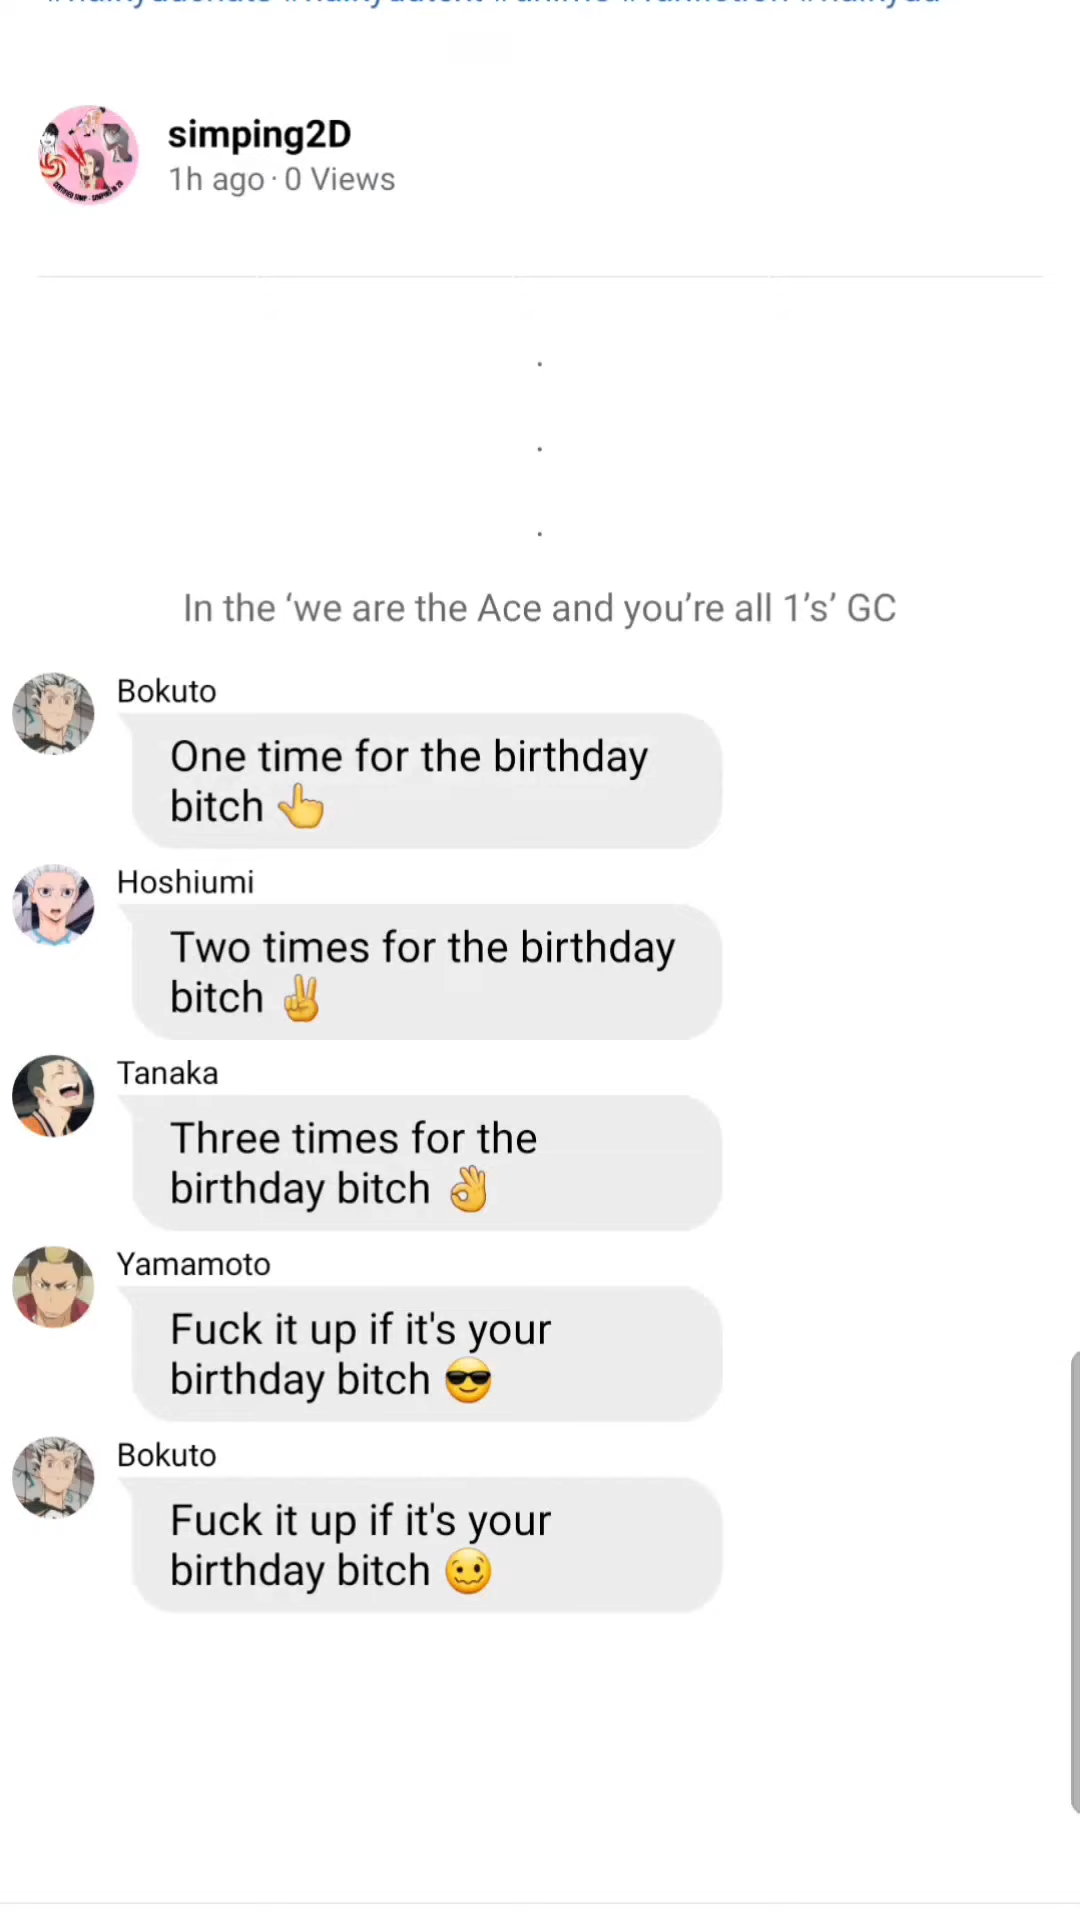 simping2D
1h ago · 0 Views
.
.
.
In the ‘we are the Ace and you’re all 1’s’ GC
Bokuto
One time for the birthday
bitch 👆
Hoshiumi
Two times for the birthday
bitch ✌️
Tanaka
Three times for the
birthday bitch 👌
Yamamoto
Fuck it up if it's your
birthday bitch 😎
Bokuto
Fuck it up if it's your
birthday bitch 🥴